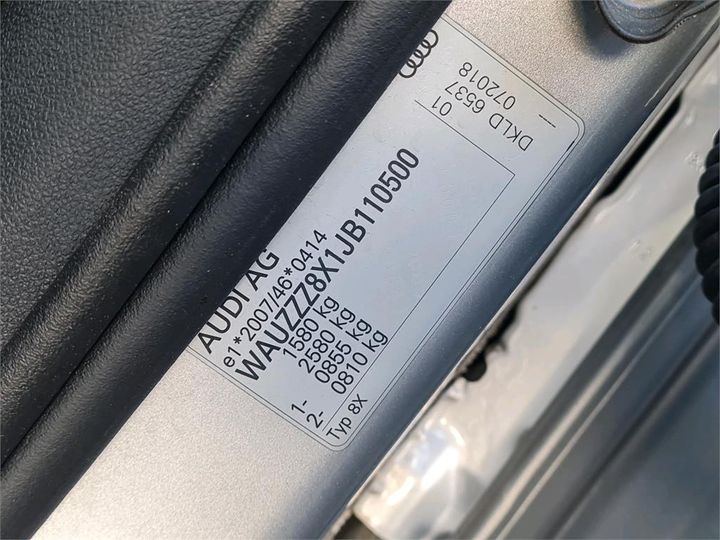 AUDI AG
e1*2007/46*0414
WAUZZZ8X1JB110500
1580 kg
2580 kg
1- 0855 kg
2- 0810 kg
Typ 8X
01
DKLD 6537
072018